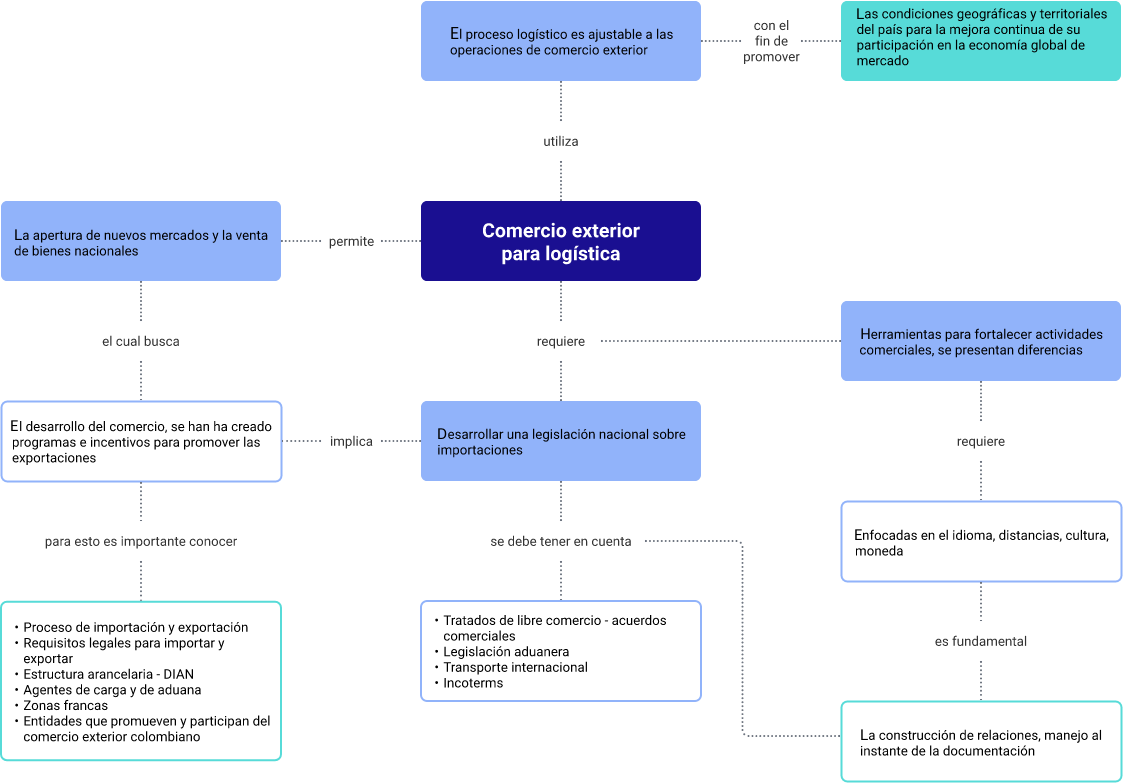 El proceso logístico es ajustable a las
operaciones de comercio exterior
con el
fin de
promover
Las condiciones geográficas y territoriales
del país para la mejora continua de su
participación en la economía global de
mercado
utiliza
La apertura de nuevos mercados y la venta
de bienes nacionales
permite
Comercio exterior
para logística
el cual busca
requiere
Herramientas para fortalecer actividades
comerciales, se presentan diferencias
El desarrollo del comercio, se han ha creado
programas e incentivos para promover las
exportaciones
implica
Desarrollar una legislación nacional sobre
importaciones
requiere
para esto es importante conocer
se debe tener en cuenta
Enfocadas en el idioma, distancias, cultura,
moneda
• Proceso de importación y exportación
• Requisitos legales para importar y
exportar
• Estructura arancelaria - DIAN
• Agentes de carga y de aduana
• Zonas francas
• Entidades que promueven y participan del
comercio exterior colombiano
• Tratados de libre comercio - acuerdos
comerciales
• Legislación aduanera
• Transporte internacional
• Incoterms
es fundamental
La construcción de relaciones, manejo al
instante de la documentación